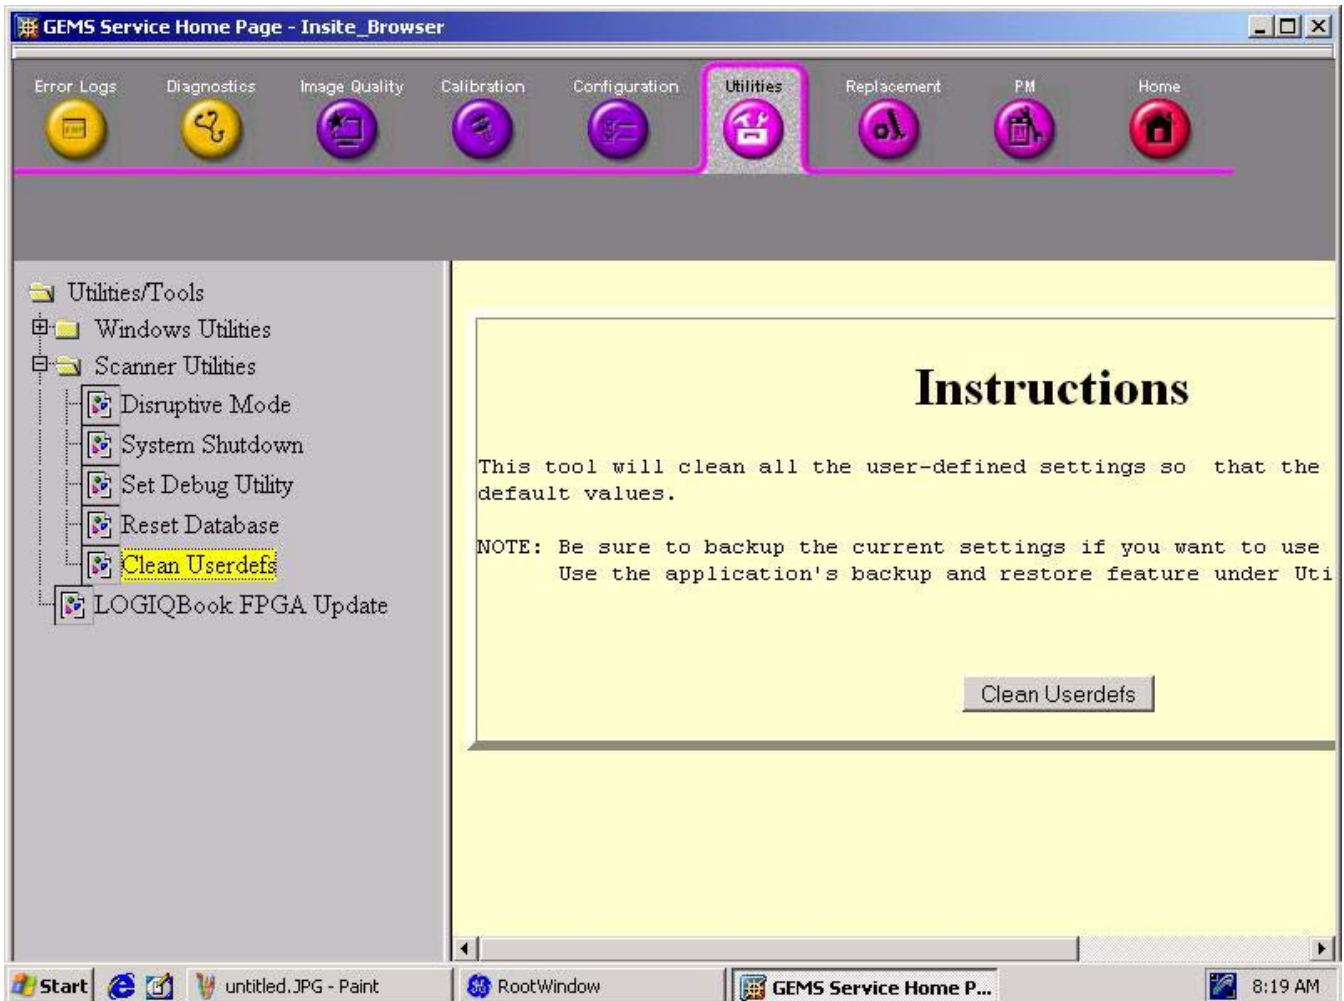 GEMS Service Home Page - Insite_Browser
Error Logs
Diagnostics
Image Quality
Calibration
Configuration
Utilities
Replacement
PM
Home
Utilities/Tools
Windows Utilities
Scanner Utilities
Disruptive Mode
System Shutdown
Set Debug Utility
Reset Database
Clean Userdefs
LOGIQBook FPGA Update
Instructions
This tool will clean all the user-defined settings so that the
default values.
NOTE: Be sure to backup the current settings if you want to use
Use the application's backup and restore feature under Uti
Clean Userdefs
Start
untitled.JPG - Paint
RootWindow
GEMS Service Home P...
8:19 AM